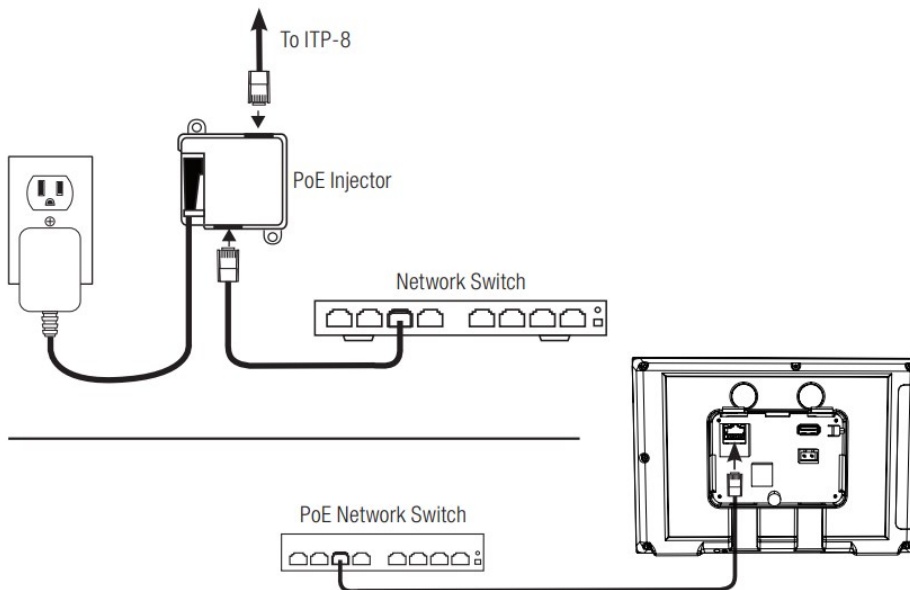 To ITP-8
PoE Injector
Network Switch
PoE Network Switch